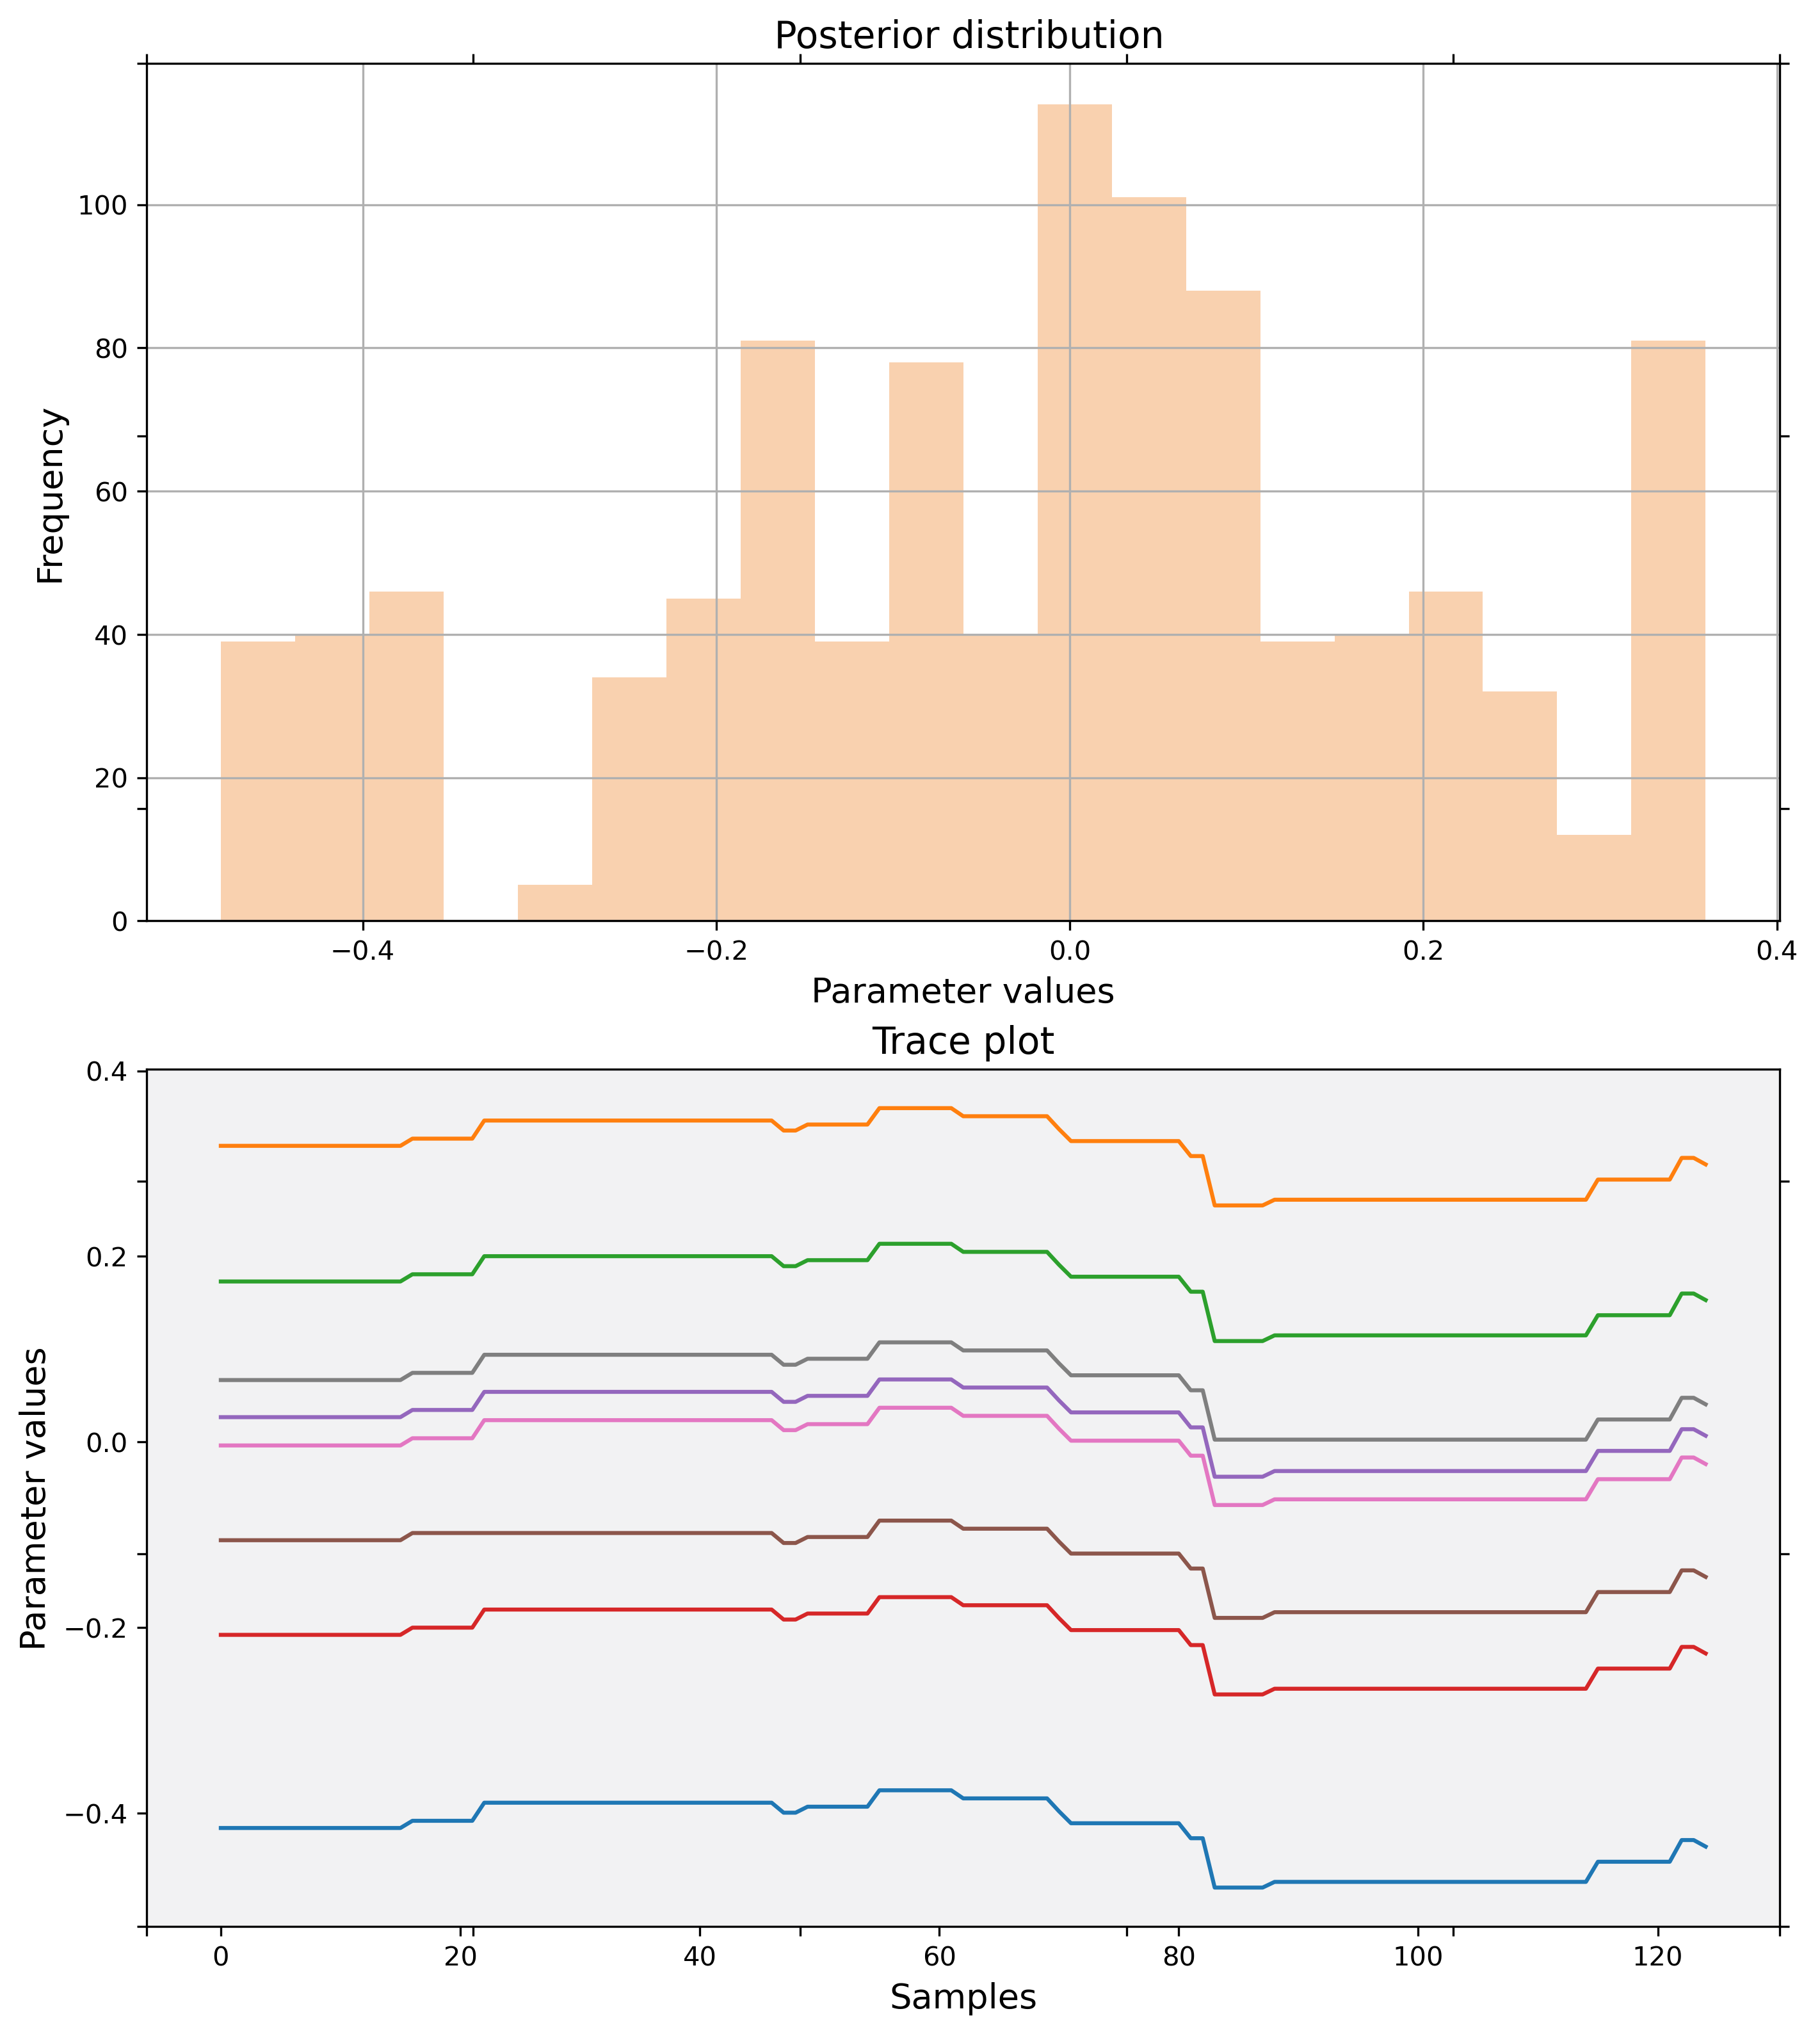 Posterior distribution
100
80
60
40
20
0
Frequency
−0.4 −0.2 0.0 0.2 0.4
Parameter values
Trace plot
0.4
0.2
0.0
−0.2
−0.4
Parameter values
0 20 40 60 80 100 120
Samples